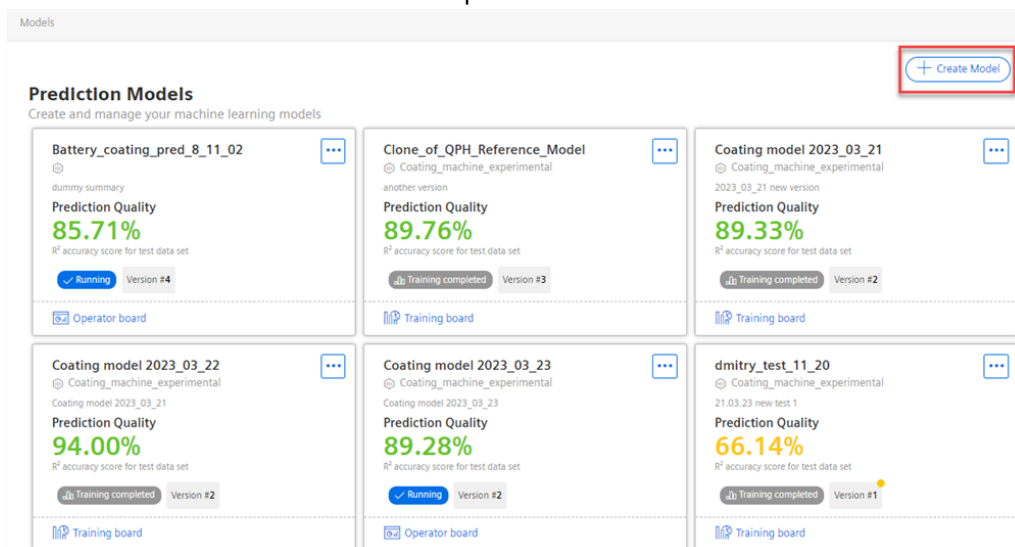 Models
+ Create Model
Prediction Models
Create and manage your machine learning models
Battery_coating_pred_8_11_02
dummy summary
Prediction Quality
85.71%
R² accuracy score for test data set
Running Version #4
Operator board
Clone_of_QPH_Reference_Model
Coating_machine_experimental
another version
Prediction Quality
89.76%
R² accuracy score for test data set
Training completed Version #3
Training board
Coating model 2023_03_21
Coating_machine_experimental
2023_03_21 new version
Prediction Quality
89.33%
R² accuracy score for test data set
Training completed Version #2
Training board
Coating model 2023_03_22
Coating_machine_experimental
Coating model 2023_03_21
Prediction Quality
94.00%
R² accuracy score for test data set
Training completed Version #2
Training board
Coating model 2023_03_23
Coating_machine_experimental
Coating model 2023_03_23
Prediction Quality
89.28%
R² accuracy score for test data set
Running Version #2
Operator board
dmitry_test_11_20
Coating_machine_experimental
21.03.23 new test 1
Prediction Quality
66.14%
R² accuracy score for test data set
Training completed Version #1
Training board